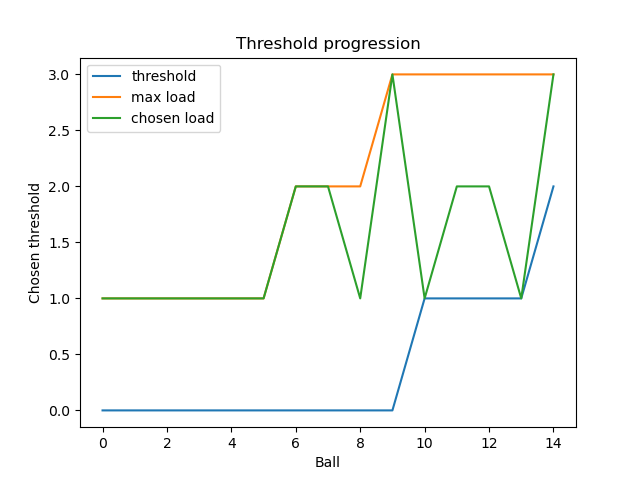 Threshold progression
threshold
max load
chosen load
Chosen threshold
3.0
2.5
2.0
1.5
1.0
0.5
0.0
0 2 4 6 8 10 12 14
Ball